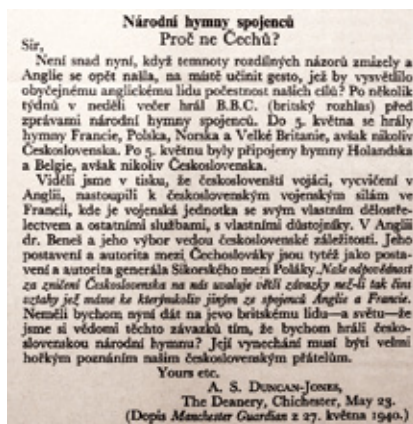 Národní hymny spojenců
Proč ne Čechů?
Sir,
Není snad nyní, když temnoty rozdílných názorů zmizely a
Anglie se opět našla, na místě učinit gesto, jež by vysvětlilo
obyčejnému anglickému lidu počestnost našich cílů? Po několik
týdnů v neděli večer hrál B.B.C. (britský rozhlas) před
zprávami národní hymny spojenců. Do 5. května se hrály
hymny Francie, Polska, Norska a Velké Britanie, avšak nikoliv
Československa. Po 5. květnu byly připojeny hymny Holandska
a Belgie, avšak nikoliv Československa.
Viděli jsme v tisku, že českoslovenští vojáci, vycvičení v
Anglii, nastoupili k československým vojenským silám ve
Francii, kde je vojenská jednotka se svým vlastním dělostře-
lectvem a ostatními službami, s vlastními důstojníky. V Anglii
dr. Beneš a jeho výbor vedou československé záležitosti. Jeho
postavení a autorita mezi Čechoslováky jsou tytéž jako posta-
vení a autorita generála Sikorského mezi Poláky. Naše odpovědnost
za zničení Československa na nás uvaluje větší závazky než-li tak činí
vztahy jež máme ke kterýmkoliv jiným ze spojenců Anglie a Francie.
Neměli bychom nyní dát na jevo britskému lidu—a světu—že
jsme si vědomi těchto závazků tím, že bychom hráli česko-
slovenskou národní hymnu? Její vynechání musí býti velmi
hořkým poznáním našim československým přátelům.
Yours etc.
A. S. DUNCAN-JONES,
The Deanery, Chichester, May 23.
(Dopis Manchester Guardian z 27. května 1940.)